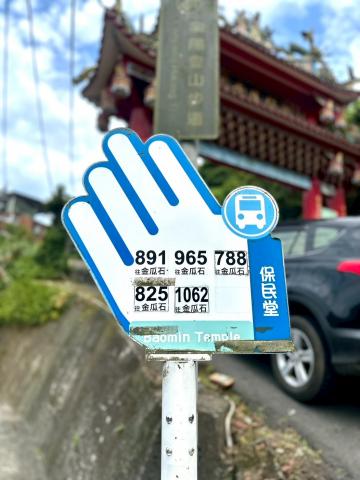 891 965 788
往金瓜石 往金瓜石 往金瓜石
825 1062
往金瓜石 往金瓜石
保民堂
Baomin Temple